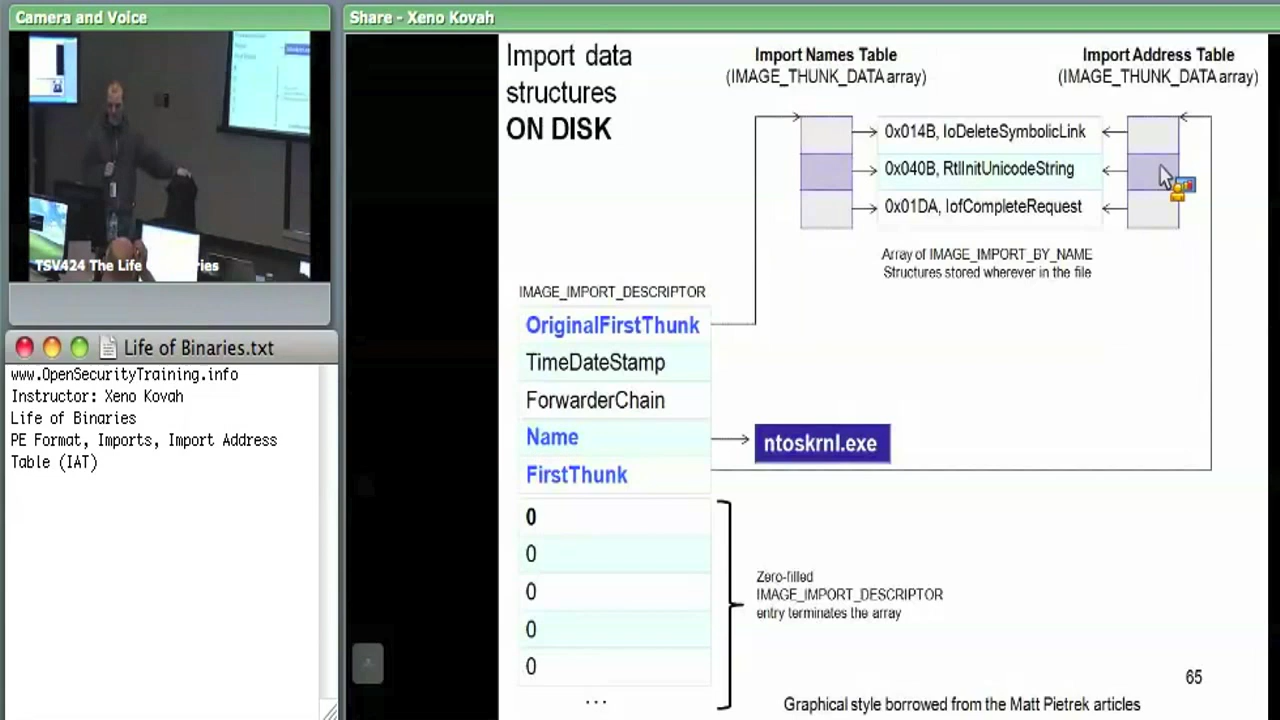 Camera and Voice
TSV424 The Life ries
Life of Binaries.txt
www.OpenSecurityTraining.info
Instructor: Xeno Kovah
Life of Binaries
PE Format, Imports, Import Address
Table (IAT)
Share - Xeno Kovah
Import data
structures
ON DISK
Import Names Table
(IMAGE_THUNK_DATA array)
Import Address Table
(IMAGE_THUNK_DATA array)
0x014B, IoDeleteSymbolicLink
0x040B, RtlInitUnicodeString
0x01DA, IofCompleteRequest
Array of IMAGE_IMPORT_BY_NAME
Structures stored wherever in the file
IMAGE_IMPORT_DESCRIPTOR
OriginalFirstThunk
TimeDateStamp
ForwarderChain
Name
FirstThunk
ntoskrnl.exe
0
0
0
0
0
...
Zero-filled
IMAGE_IMPORT_DESCRIPTOR
entry terminates the array
65
Graphical style borrowed from the Matt Pietrek articles